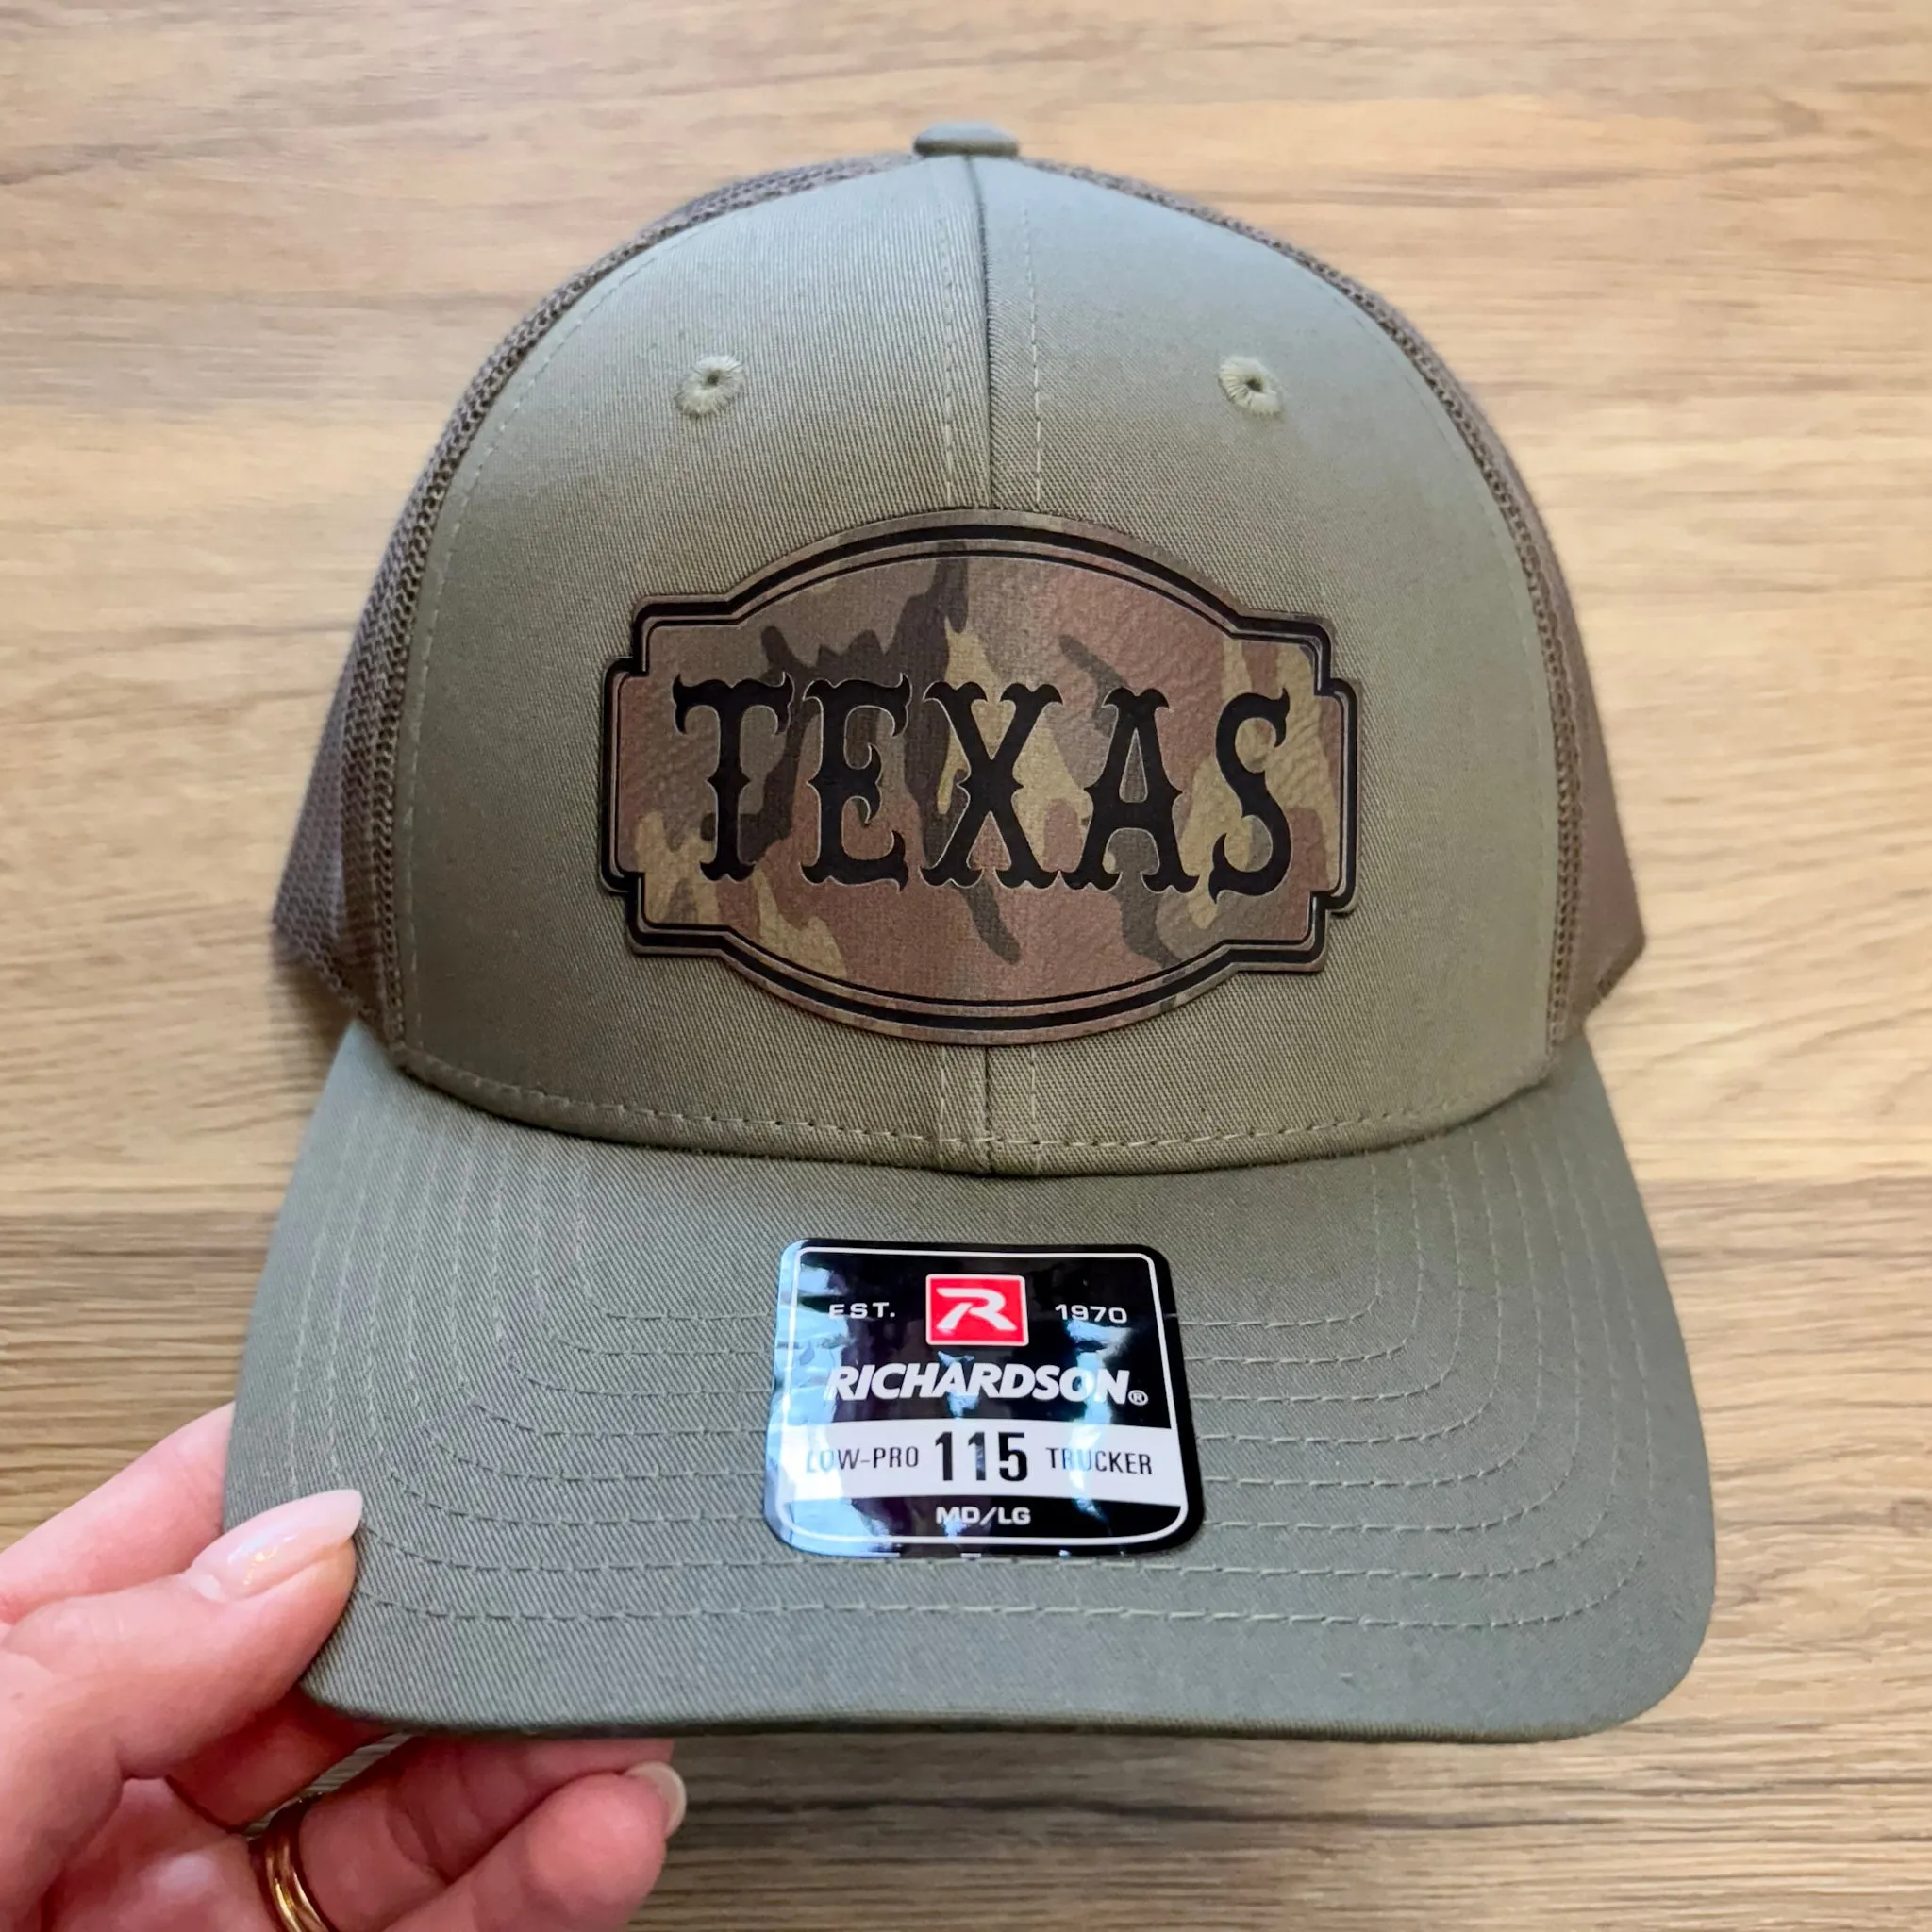 TEXAS
EST. R 1970
RICHARDSON®
LOW-PRO 115 TRUCKER
MD/LG